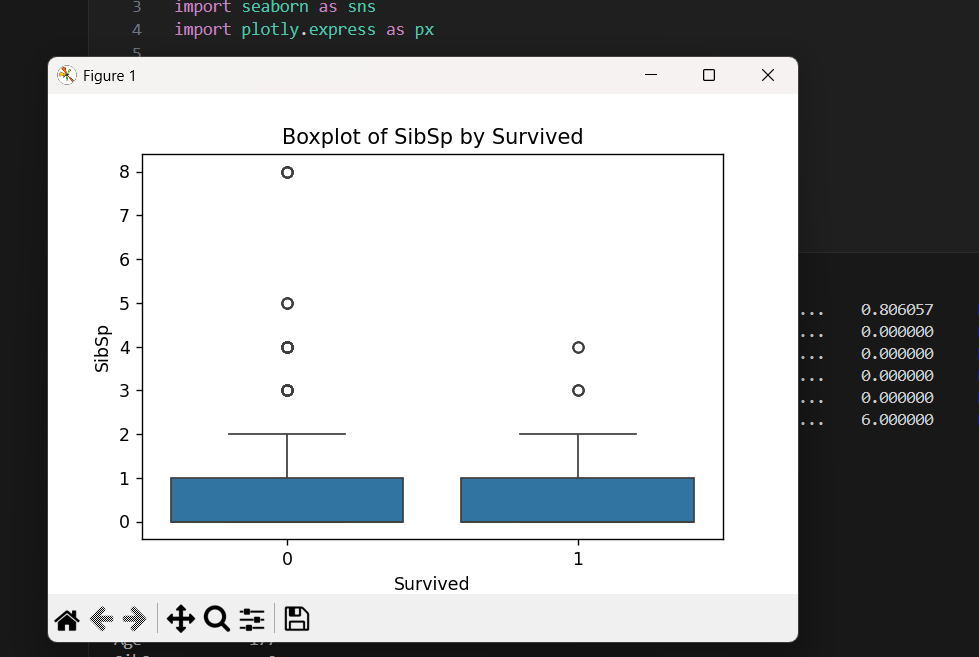 3 import seaborn as sns
4 import plotly.express as px
5
Figure 1
Boxplot of SibSp by Survived
8
7
6
5
4
3
2
1
0
SibSp
0 1
Survived
... 0.806057
... 0.000000
... 0.000000
... 0.000000
... 0.000000
... 6.000000